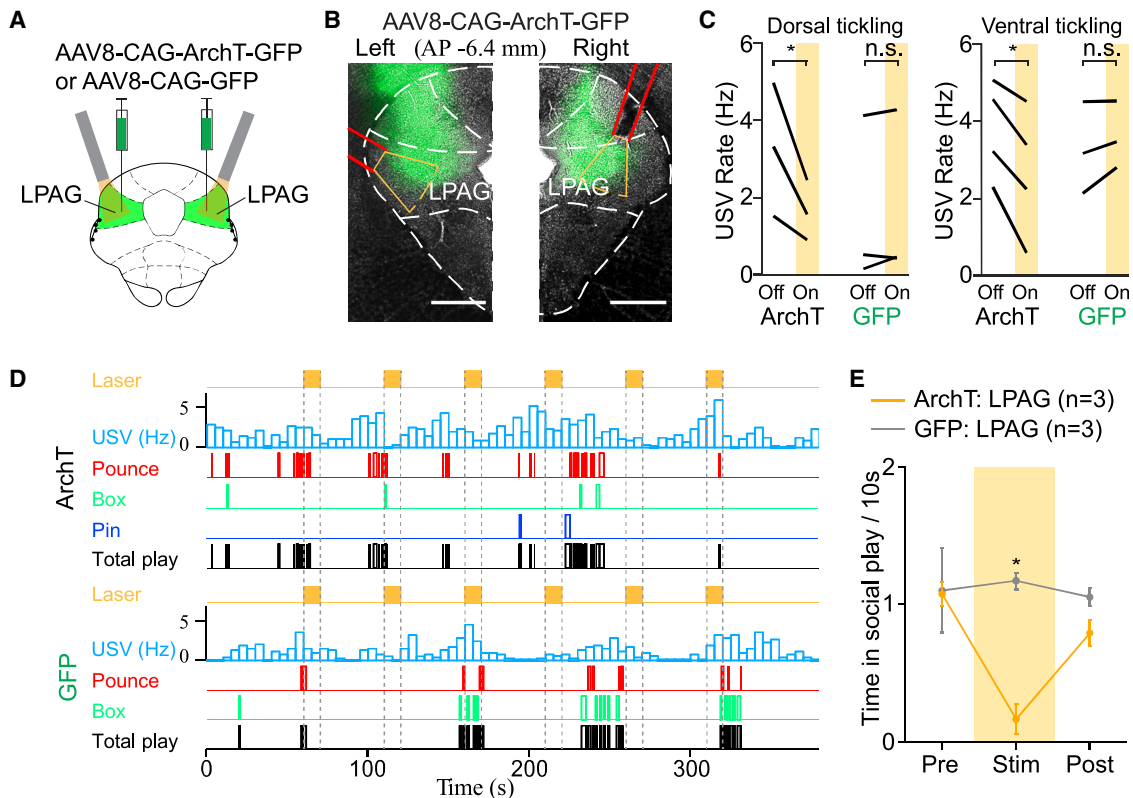 A
AAV8-CAG-ArchT-GFP
or AAV8-CAG-GFP
LPAG
LPAG
B
AAV8-CAG-ArchT-GFP
Left (AP -6.4 mm) Right
LPAG
LPAG
C
Dorsal tickling
Ventral tickling
USV Rate (Hz)
6
4
2
0
*
n.s.
Off On
Off On
ArchT
GFP
USV Rate (Hz)
6
4
2
0
*
n.s.
Off On
Off On
ArchT
GFP
D
ArchT
Laser
5
USV (Hz)
0
Pounce
Box
Pin
Total play
GFP
Laser
5
USV (Hz)
0
Pounce
Box
Total play
0
100
200
300
Time (s)
E
ArchT: LPAG (n=3)
GFP: LPAG (n=3)
Time in social play / 10s
2
1
0
*
Pre
Stim
Post